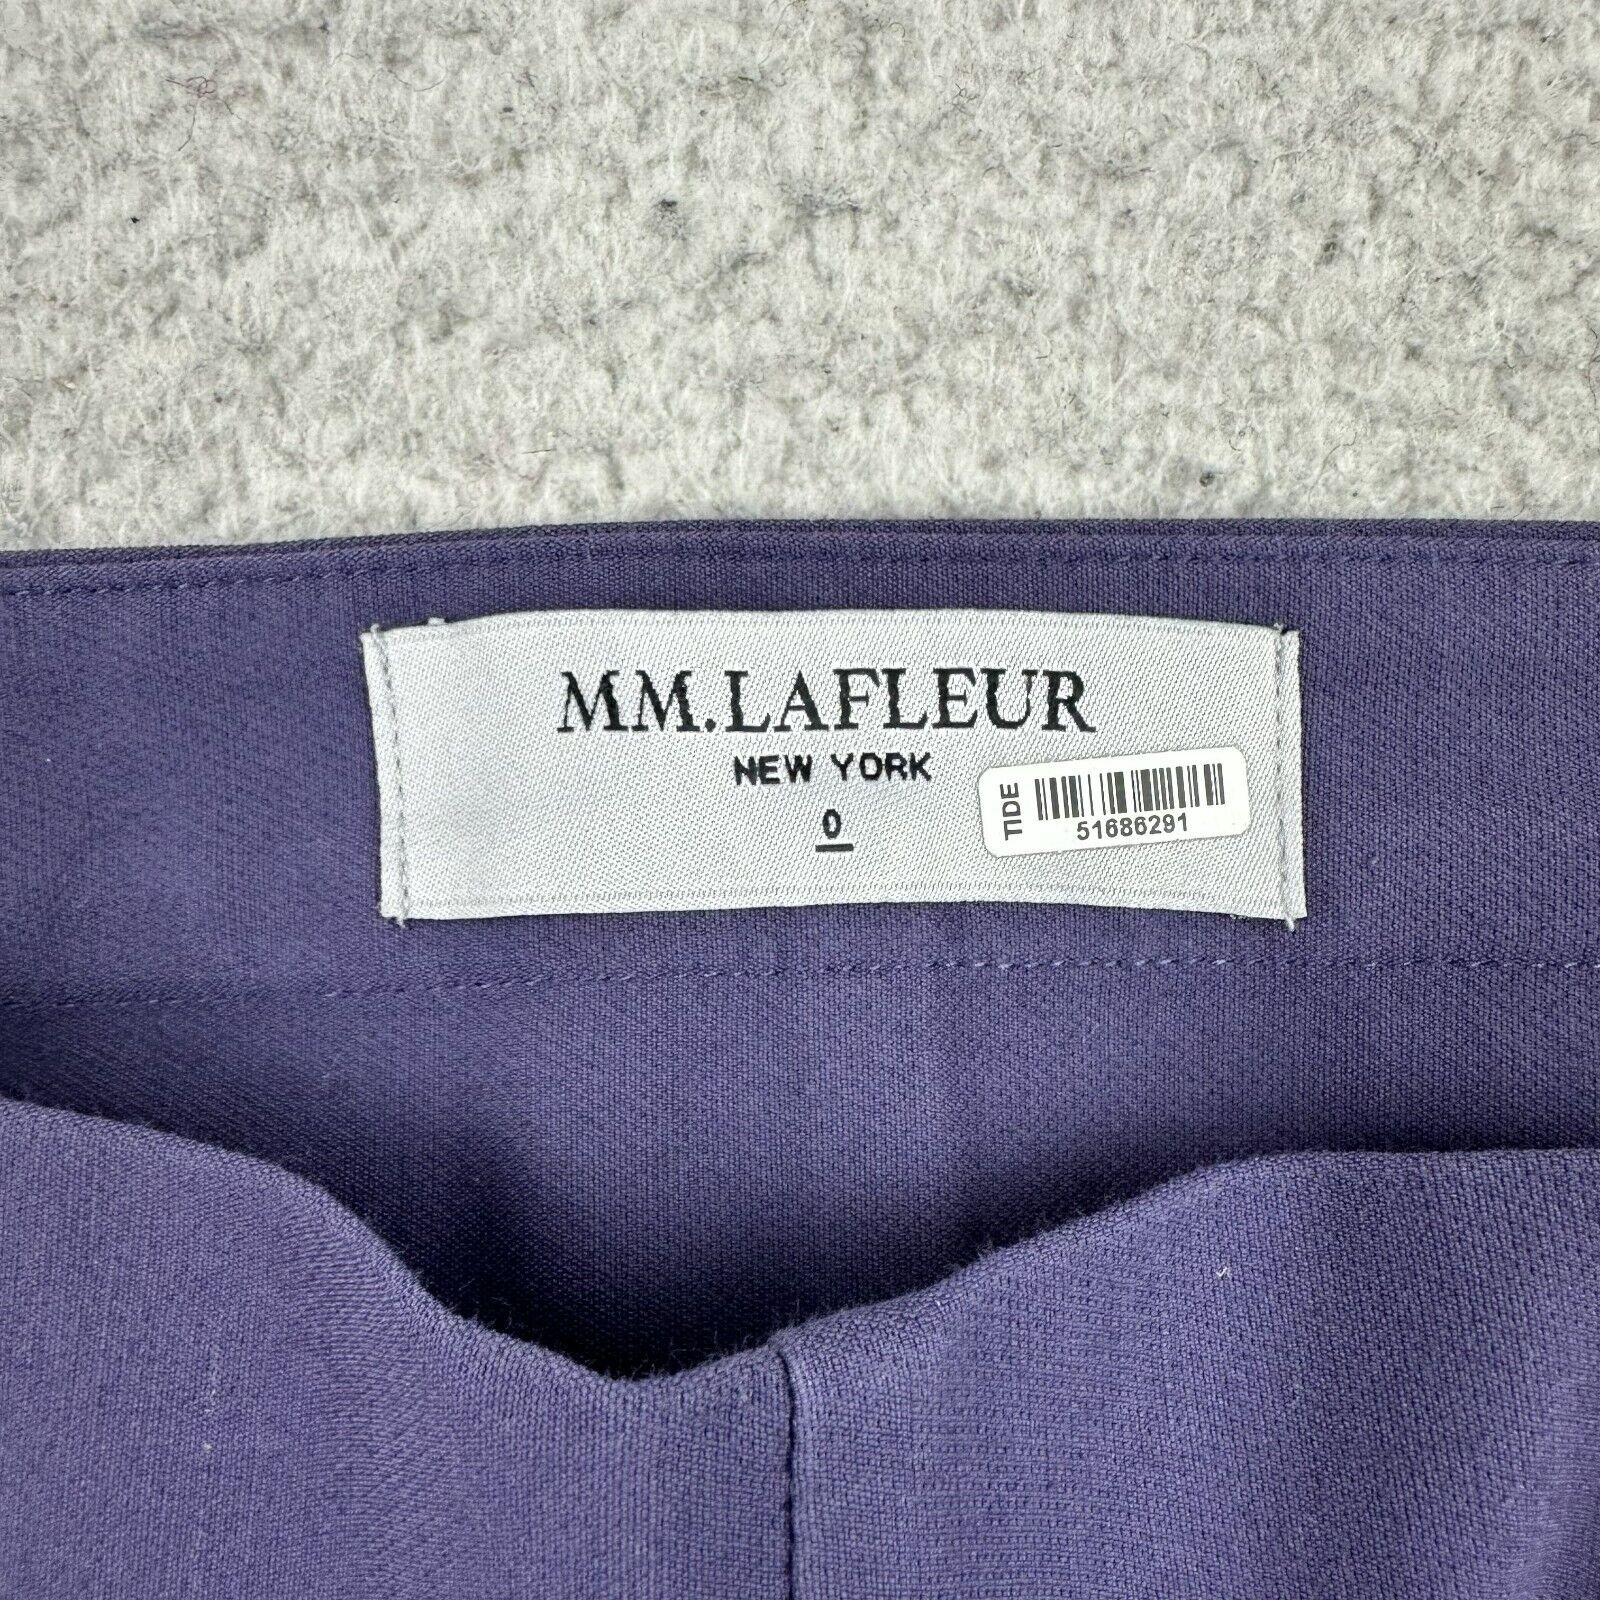 MM.LAFLEUR
NEW YORK
0
TIDE
51686291